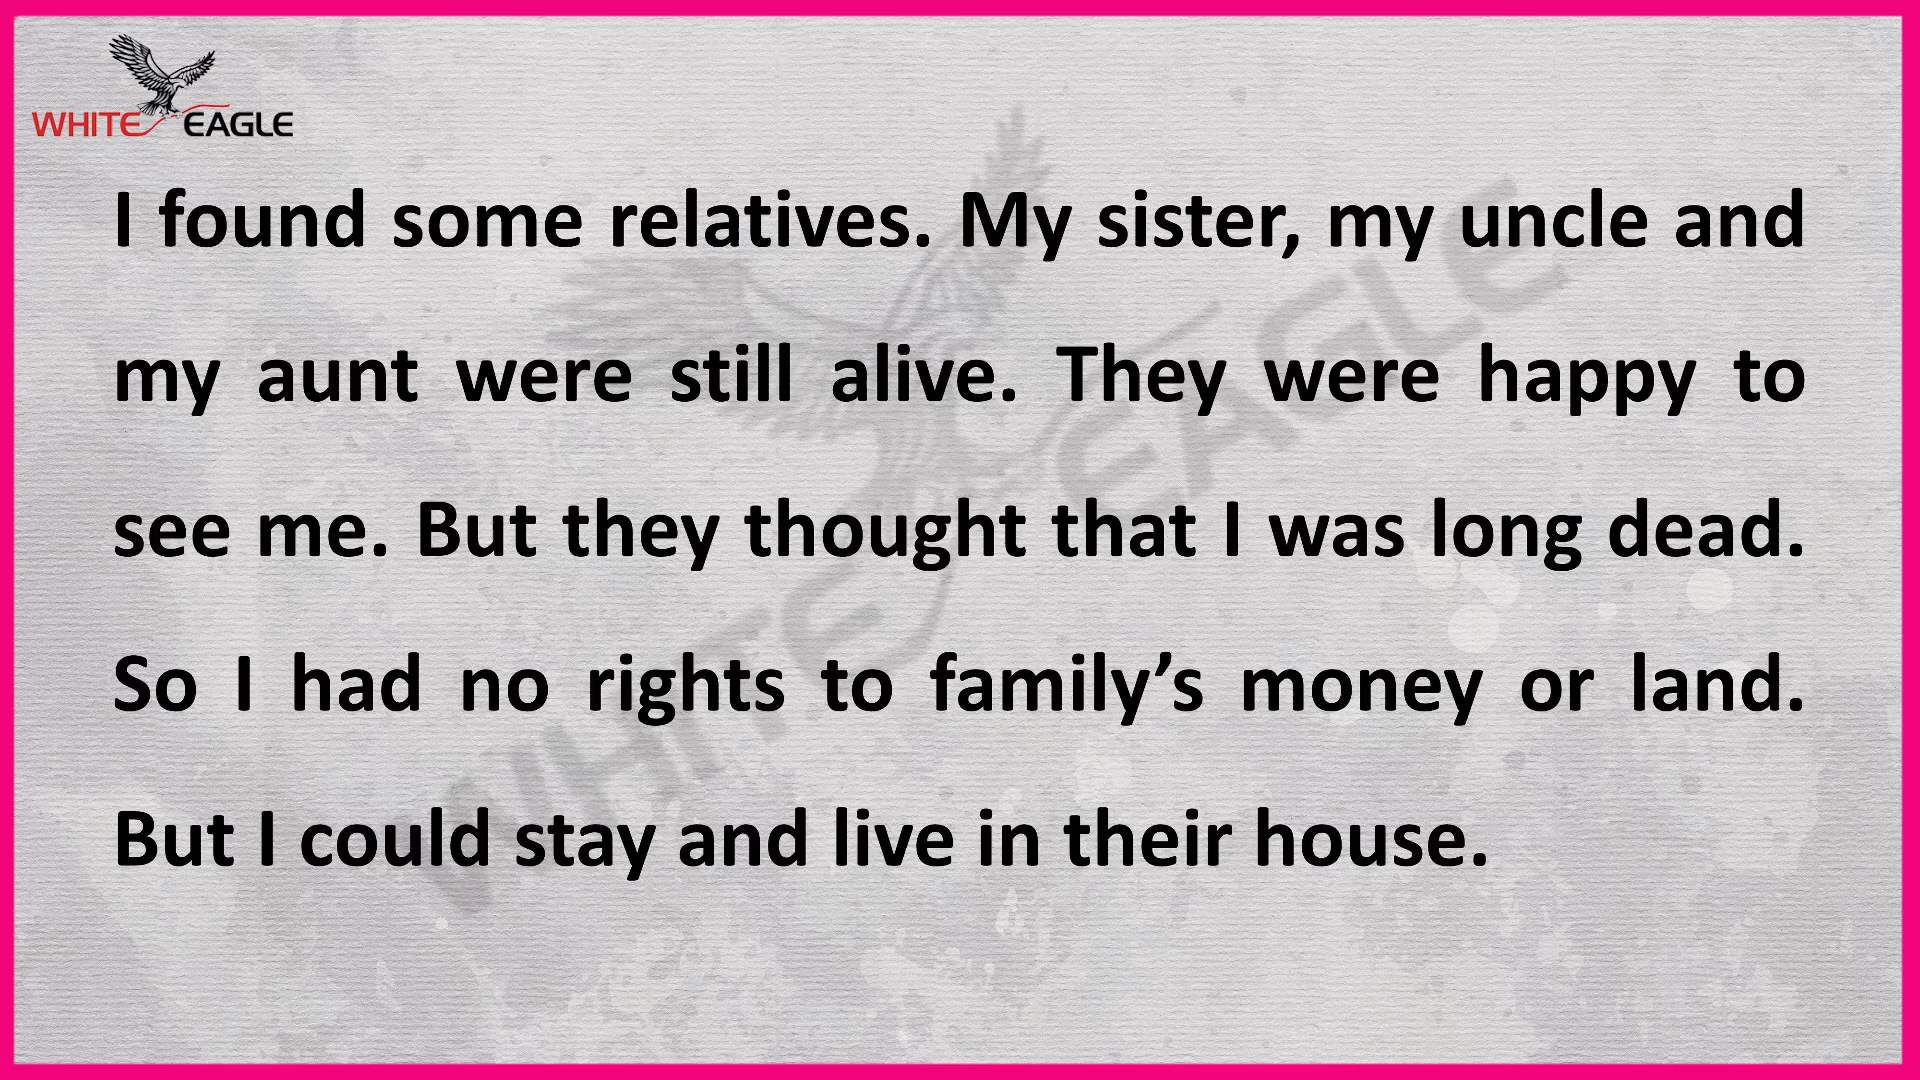 WHITE EAGLE
I found some relatives. My sister, my uncle and
my aunt were still alive. They were happy to
see me. But they thought that I was long dead.
So I had no rights to family’s money or land.
But I could stay and live in their house.
WHITE EAGLE